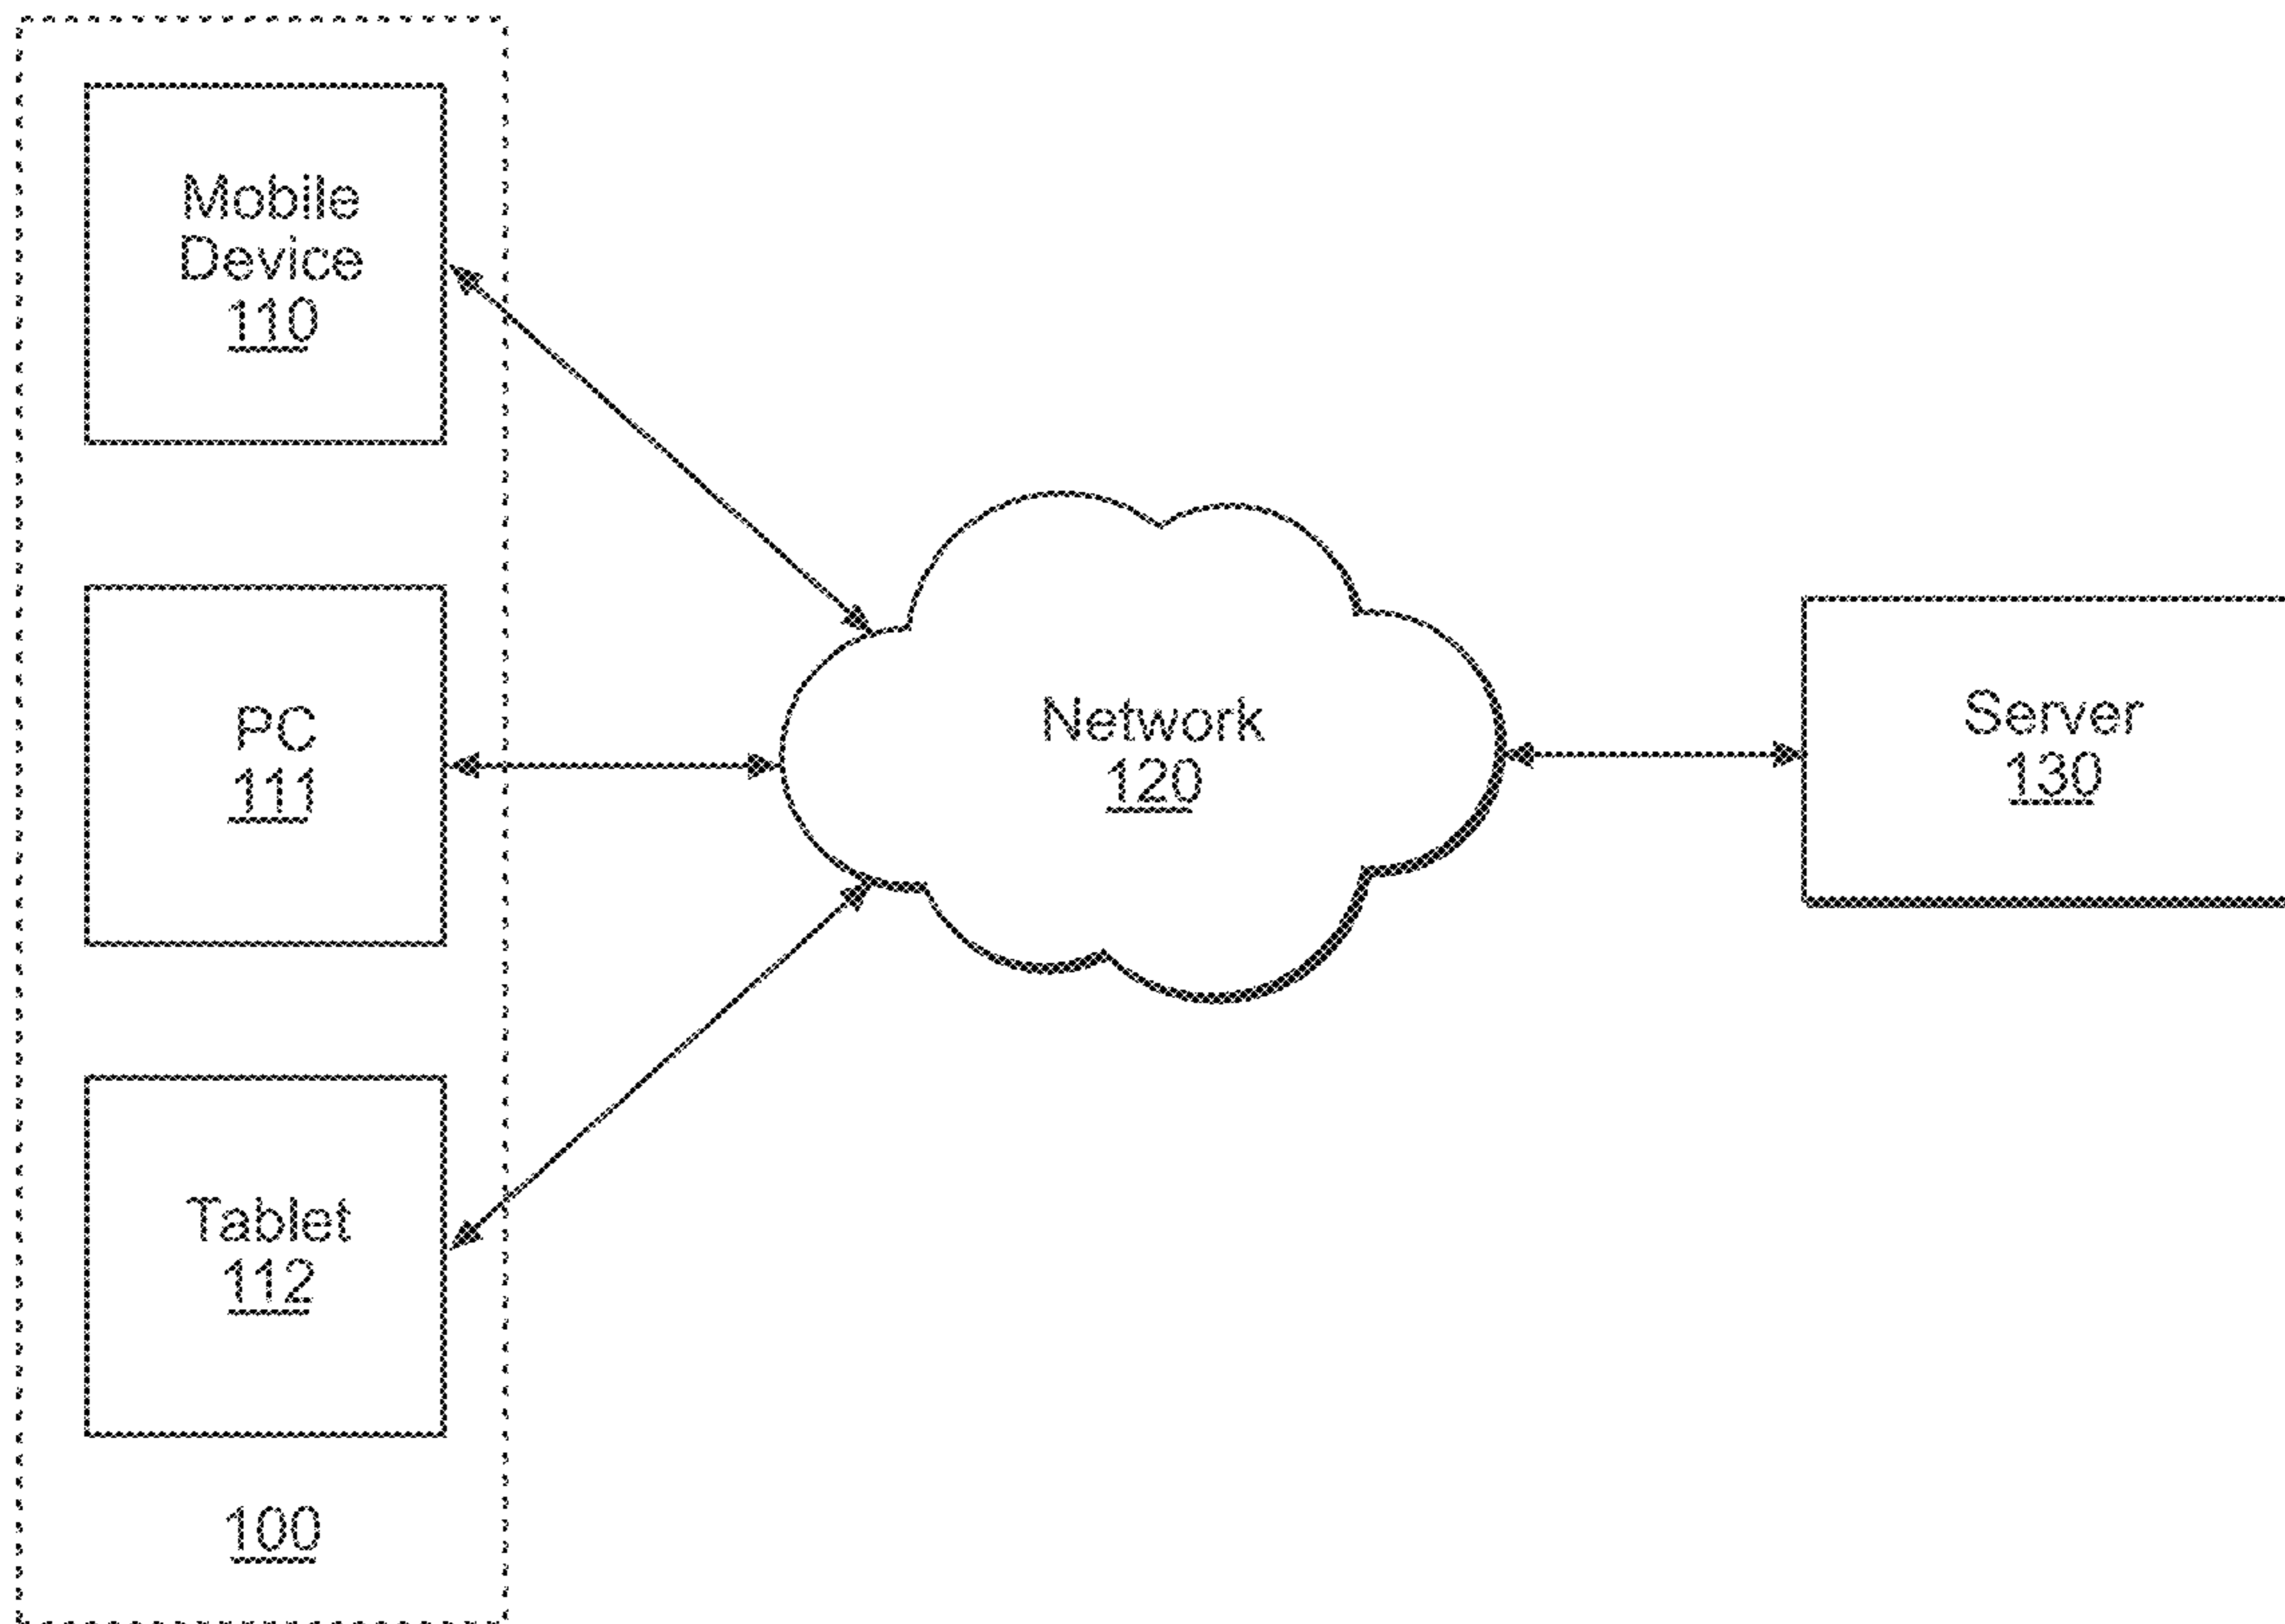 Mobile
Device
110
PC
111
Tablet
112
100
Network
120
Server
130